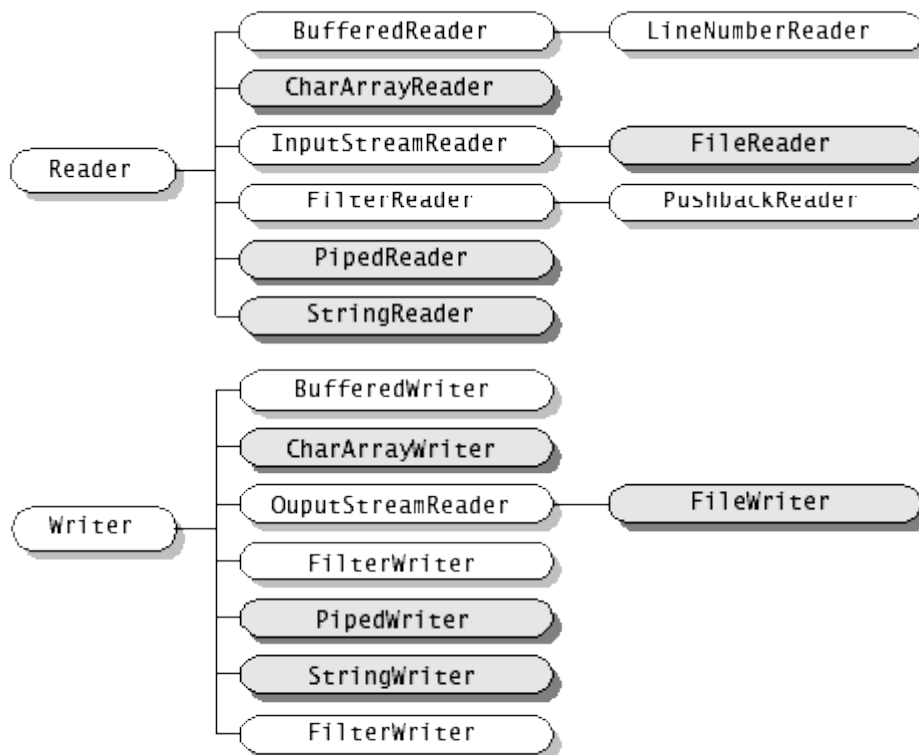 BufferedReader
LineNumberReader
CharArrayReader
InputStreamReader
FileReader
Reader
FilterReader
PushbackReader
PipedReader
StringReader
BufferedWriter
CharArrayWriter
OuputStreamReader
FileWriter
Writer
FilterWriter
PipedWriter
StringWriter
FilterWriter